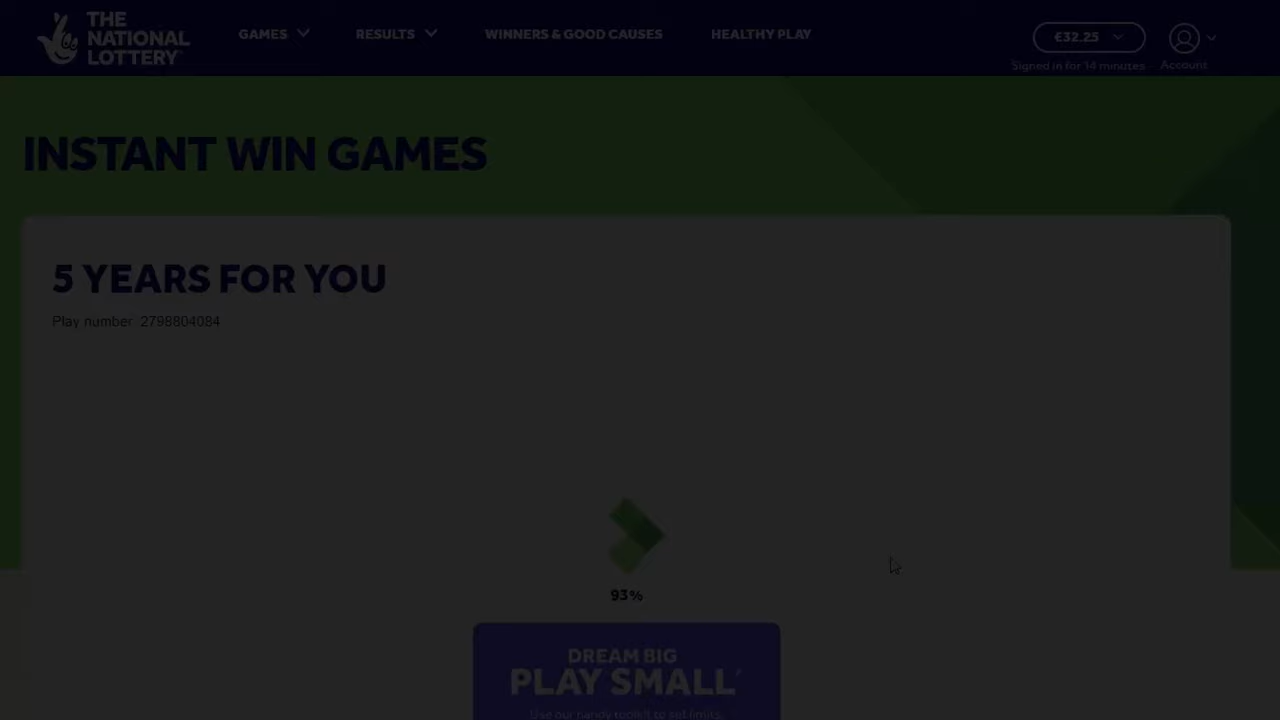 THE
NATIONAL
LOTTERY
GAMES
RESULTS
WINNERS & GOOD CAUSES
HEALTHY PLAY
£32.25
Signed in for 14 minutes
Account
INSTANT WIN GAMES
5 YEARS FOR YOU
Play number: 2798804084
93%
DREAM BIG
PLAY SMALL
Use our handy toolkit to set limits.